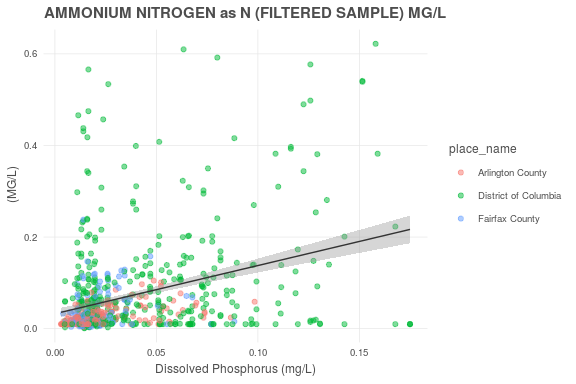 AMMONIUM NITROGEN as N (FILTERED SAMPLE) MG/L
0.6
0.4
0.2
0.0
(MG/L)
0.00
0.05
0.10
0.15
Dissolved Phosphorus (mg/L)
place_name
Arlington County
District of Columbia
Fairfax County